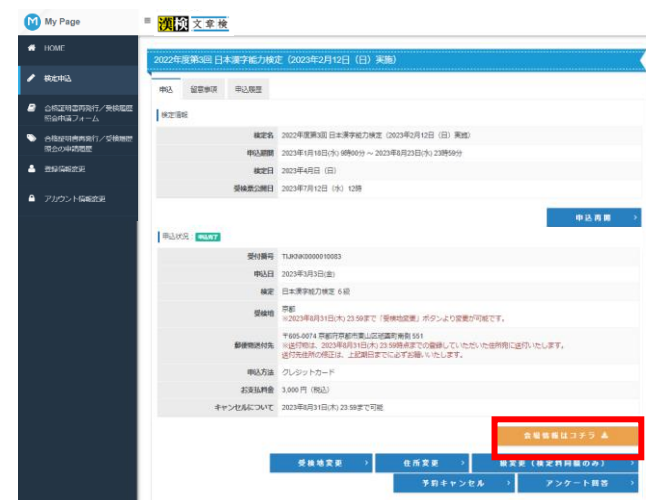 My Page
漢検 文章検
HOME
検定申込
合格証明書再発行/受検履歴
照会申請フォーム
合格証明書再発行/受検履歴
照会の申請履歴
登録情報変更
アカウント情報変更
2022年度第3回 日本漢字能力検定（2023年2月12日（日）実施）
申込 留意事項 申込履歴
検定情報
検定名 2022年度第3回 日本漢字能力検定（2023年2月12日（日）実施）
申込期間 2023年1月18日(水) 9時00分 ～ 2023年8月23日(水) 23時59分
検定日 2023年4月日（日）
受検票公開日 2023年7月12日（水）12時
申込再開
申込状況： 申込完了
受付番号
申込日 2023年3月3日(金)
検定 日本漢字能力検定 6級
受検地 京都
※2023年8月31日(木) 23:59まで「受検地変更」ボタンより変更が可能です。
郵便物送付先 〒605-0074 京都府京都市東山区祇園町南側 551
※送付物は、2023年8月31日(木) 23:59時点までの登録していただいた住所宛に送付いたします。
送付先住所の修正は、上記期日までに必ずお願いいたします。
申込方法 クレジットカード
お支払料金 3,000 円（税込）
キャンセルについて 2023年8月31日(木) 23:59まで可能
会場情報はコチラ
受検地変更 住所変更 級変更（検定料同額のみ）
予約キャンセル アンケート回答